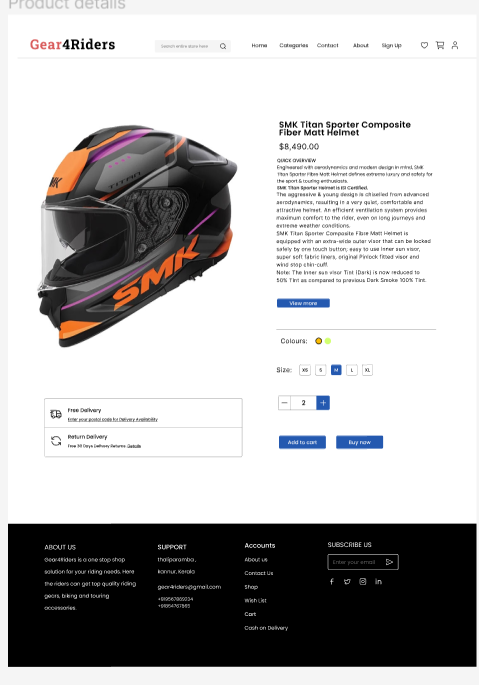 Product details
Gear4Riders
Search entire store here
Home Categories Contact About Sign Up
SMK Titan Sporter Composite
Fiber Matt Helmet
$8,490.00
QUICK OVERVIEW
Engineered with aerodynamics and modern design in mind, SMK
Titan Sporter Fibre Matt Helmet defines extreme luxury and safety for
the sport & touring enthusiasts.
SMK Titan Sporter Helmet is ISI Certified.
The aggressive & young design is chiselled from advanced
aerodynamics, resulting in a very quiet, comfortable and
attractive helmet. An efficient ventilation system provides
maximum comfort to the rider, even on long journeys and
extreme weather conditions.
SMK Titan Sporter Composite Fibre Matt Helmet is
equipped with an extra-wide outer visor that can be locked
safely by one touch button; easy to use inner sun visor,
super soft fabric liners, original Pinlock fitted visor and
wind stop chin-cuff.
Note: The inner sun visor Tint (Dark) is now reduced to
50% Tint as compared to previous Dark Smoke 100% Tint.
TITAN
SMK
View more
Colours:
Size: XS S M L XL
— 2 +
Free Delivery
Enter your postal code for Delivery Availability
Return Delivery
Free 30 Days Delivery Returns. Details
Add to cart Buy now
ABOUT US
Gear4Riders is a one stop shop
solution for your riding needs. Here
the riders can get top quality riding
gears, biking and touring
accessories.
SUPPORT
thaliparamba,
kannur, Kerala
gear4riders@gmail.com
Accounts
About us
Contact Us
Shop
Wish List
Cart
Cash on Delivery
SUBSCRIBE US
Enter your email